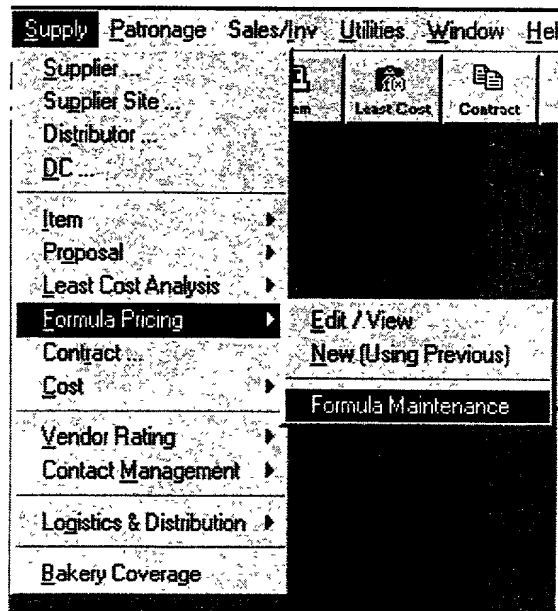 Supply Patronage Sales/Inv Utilities Window Hel
Supplier ...
Supplier Site ...
Distributor ...
DC ...
em Least Cost Contract
Item
Proposal
Least Cost Analysis
Formula Pricing
Contract ...
Cost
Vendor Rating
Contact Management
Logistics & Distribution
Bakery Coverage
Edit / View
New (Using Previous)
Formula Maintenance